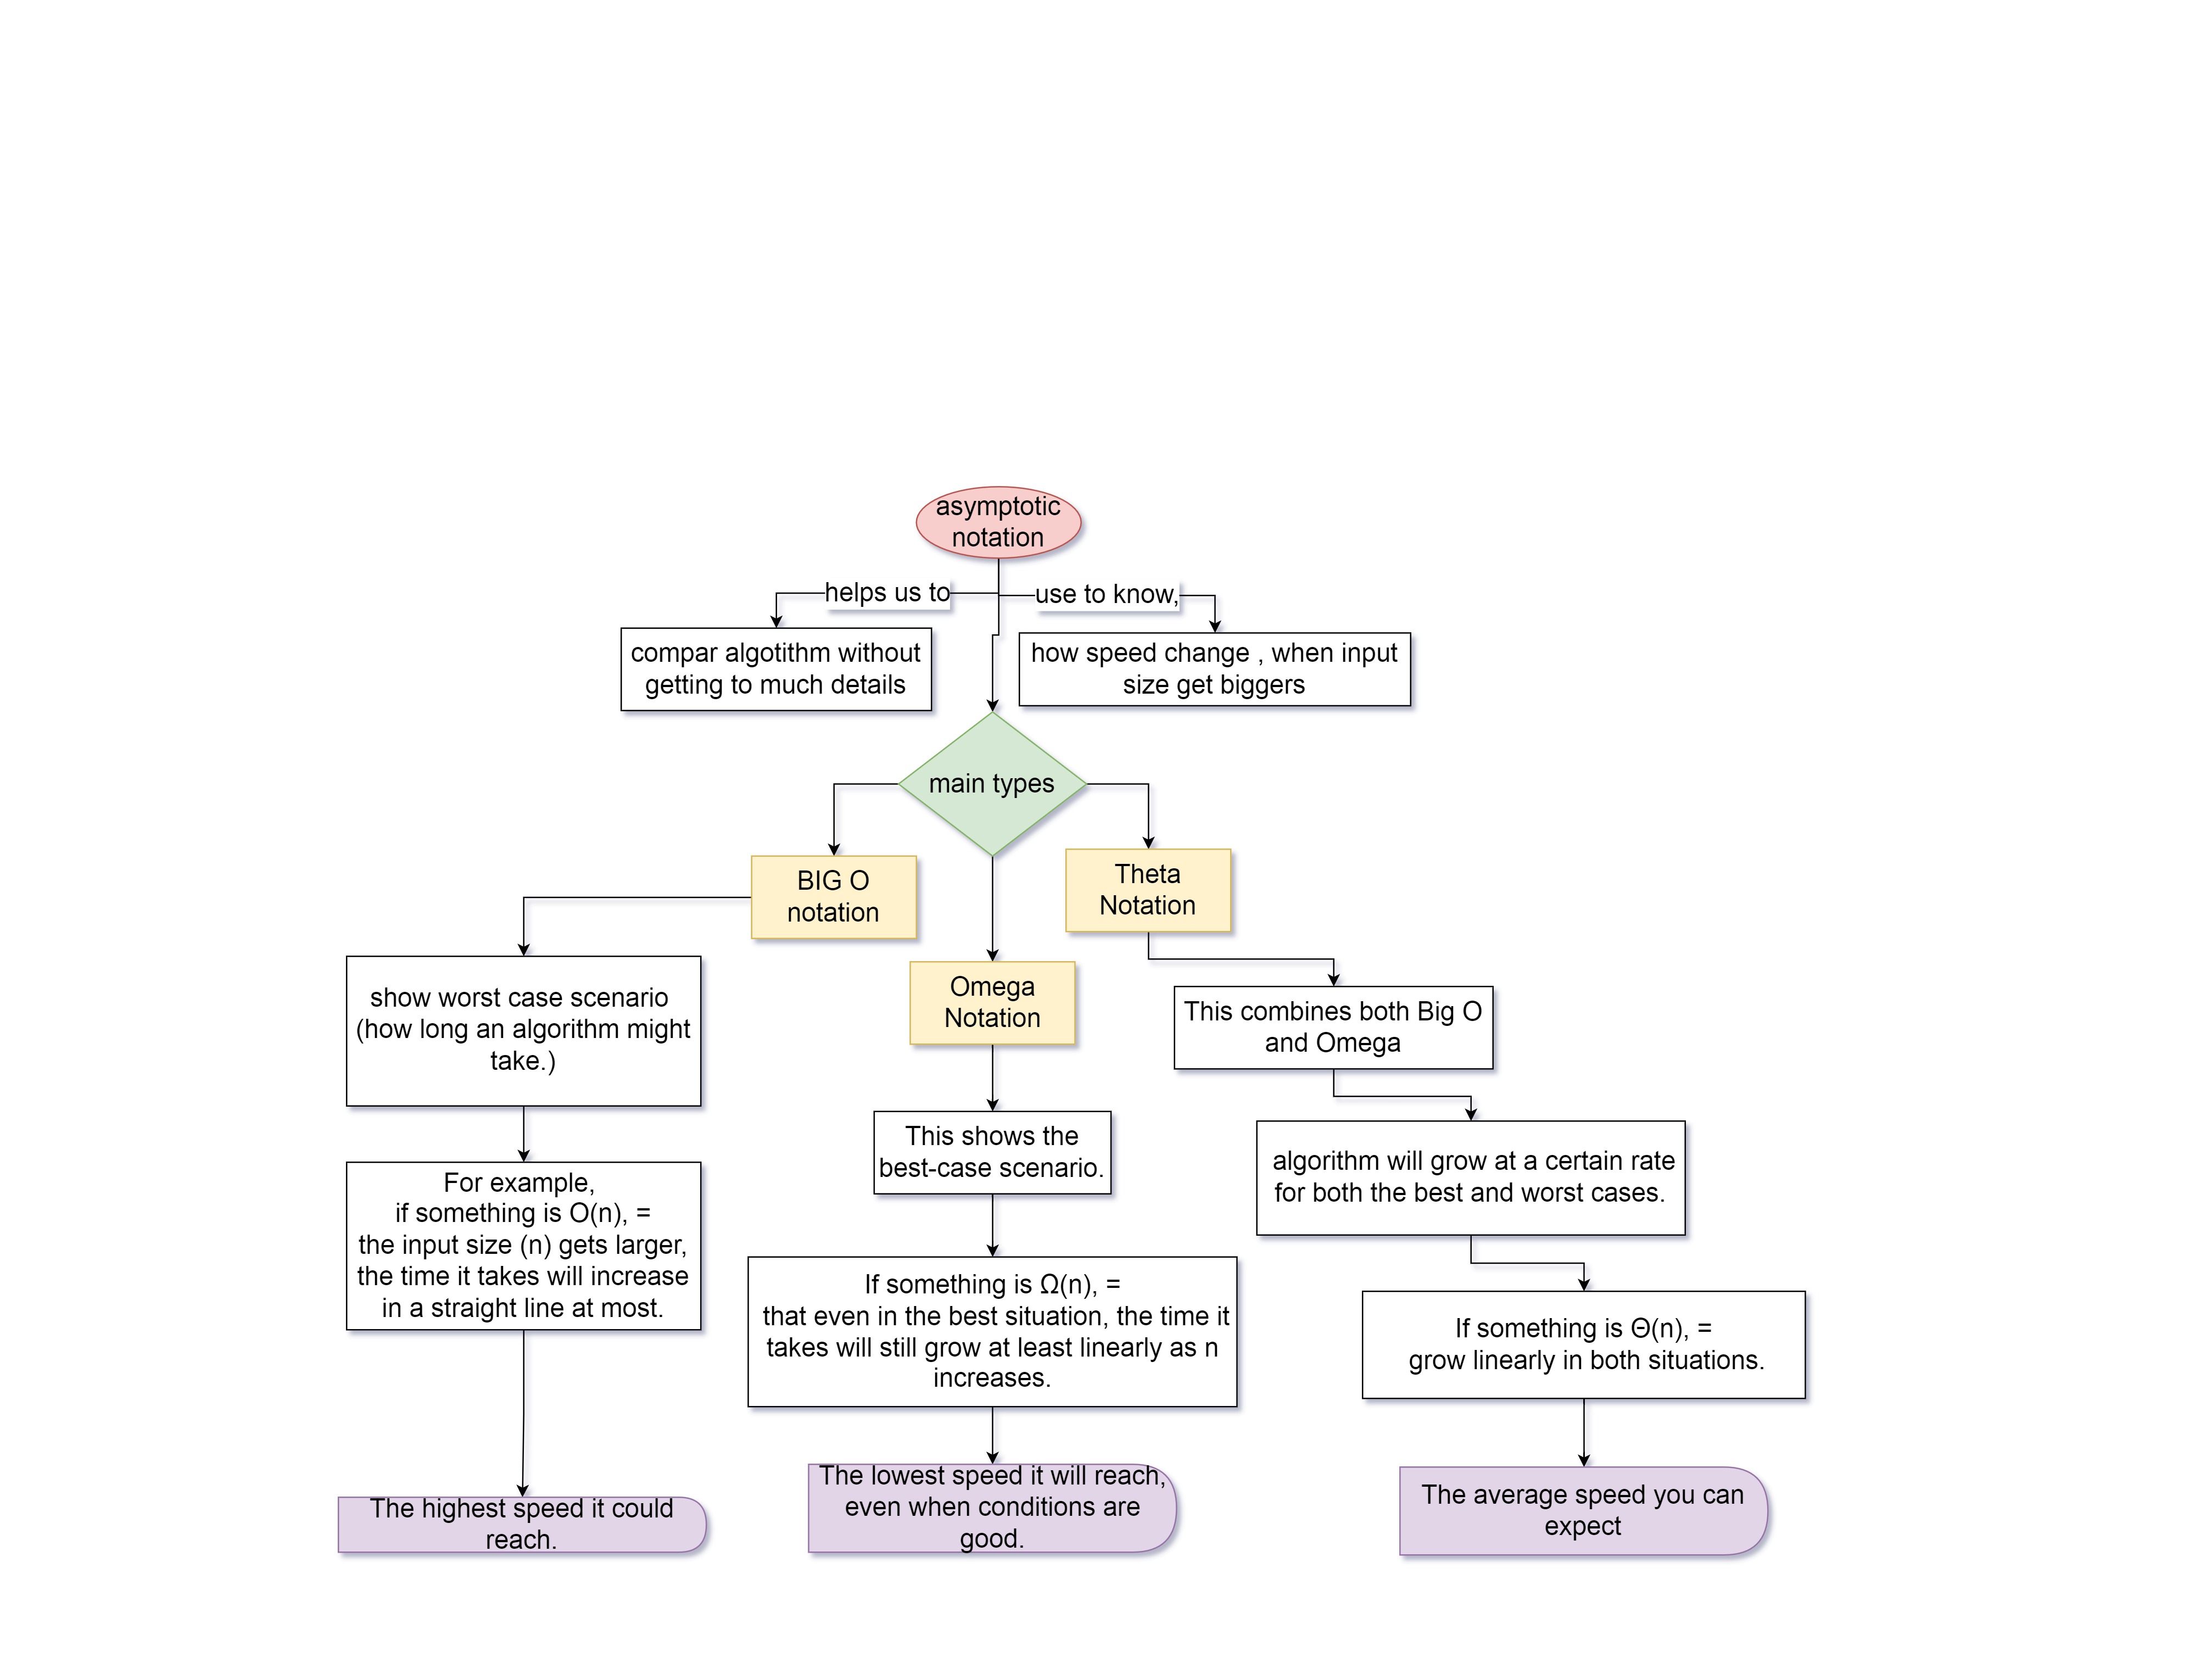 asymptotic
notation
helps us to
use to know,
compar algotithm without
getting to much details
how speed change , when input
size get biggers
main types
BIG O
notation
Theta
Notation
Omega
Notation
show worst case scenario
(how long an algorithm might
take.)
This combines both Big O
and Omega
This shows the
best-case scenario.
algorithm will grow at a certain rate
for both the best and worst cases.
For example,
if something is O(n), =
the input size (n) gets larger,
the time it takes will increase
in a straight line at most.
If something is Ω(n), =
that even in the best situation, the time it
takes will still grow at least linearly as n
increases.
If something is Θ(n), =
grow linearly in both situations.
The highest speed it could
reach.
The lowest speed it will reach,
even when conditions are
good.
The average speed you can
expect